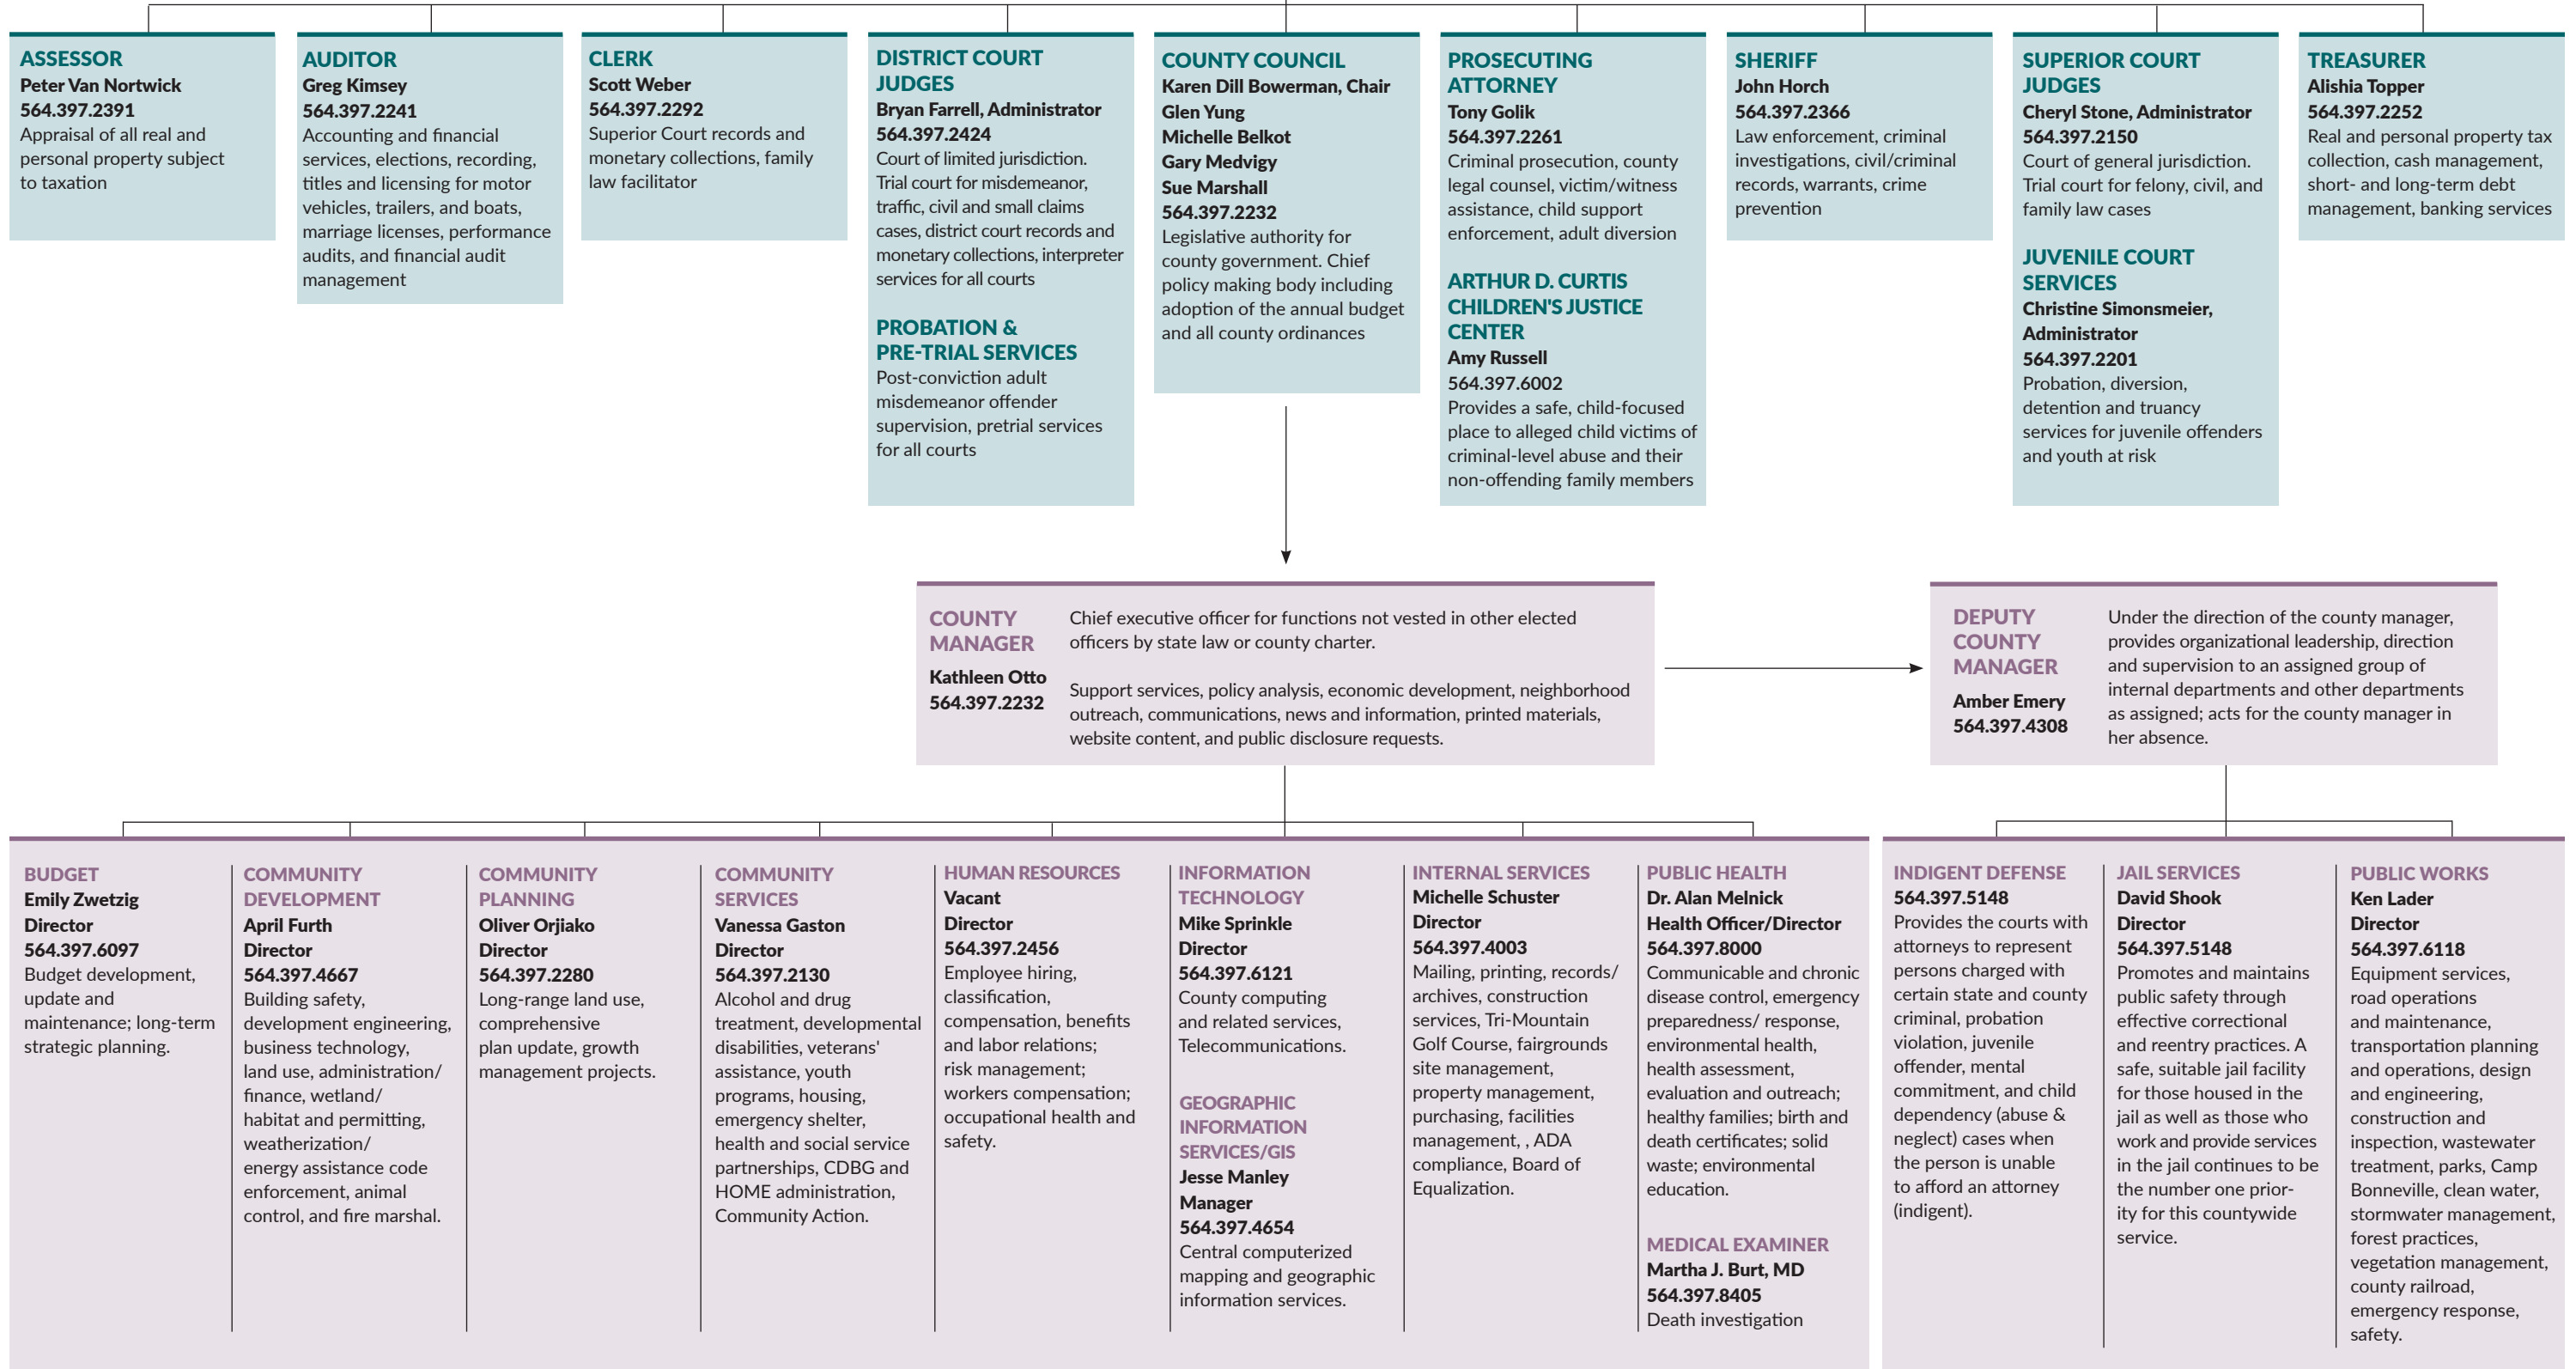 ASSESSOR
Peter Van Nortwick
564.397.2391
Appraisal of all real and
personal property subject
to taxation
AUDITOR
Greg Kimsey
564.397.2241
Accounting and financial
services, elections, recording,
titles and licensing for motor
vehicles, trailers, and boats,
marriage licenses, performance
audits, and financial audit
management
CLERK
Scott Weber
564.397.2292
Superior Court records and
monetary collections, family
law facilitator
DISTRICT COURT
JUDGES
Bryan Farrell, Administrator
564.397.2424
Court of limited jurisdiction.
Trial court for misdemeanor,
traffic, civil and small claims
cases, district court records and
monetary collections, interpreter
services for all courts
PROBATION &
PRE-TRIAL SERVICES
Post-conviction adult
misdemeanor offender
supervision, pretrial services
for all courts
COUNTY COUNCIL
Karen Dill Bowerman, Chair
Glen Yung
Michelle Belkot
Gary Medvigy
Sue Marshall
564.397.2232
Legislative authority for
county government. Chief
policy making body including
adoption of the annual budget
and all county ordinances
PROSECUTING
ATTORNEY
Tony Golik
564.397.2261
Criminal prosecution, county
legal counsel, victim/witness
assistance, child support
enforcement, adult diversion
ARTHUR D. CURTIS
CHILDREN'S JUSTICE
CENTER
Amy Russell
564.397.6002
Provides a safe, child-focused
place to alleged child victims of
criminal-level abuse and their
non-offending family members
SHERIFF
John Horch
564.397.2366
Law enforcement, criminal
investigations, civil/criminal
records, warrants, crime
prevention
SUPERIOR COURT
JUDGES
Cheryl Stone, Administrator
564.397.2150
Court of general jurisdiction.
Trial court for felony, civil, and
family law cases
JUVENILE COURT
SERVICES
Christine Simonsmeier,
Administrator
564.397.2201
Probation, diversion,
detention and truancy
services for juvenile offenders
and youth at risk
TREASURER
Alishia Topper
564.397.2252
Real and personal property tax
collection, cash management,
short- and long-term debt
management, banking services
COUNTY
MANAGER
Kathleen Otto
564.397.2232
Chief executive officer for functions not vested in other elected
officers by state law or county charter.
Support services, policy analysis, economic development, neighborhood
outreach, communications, news and information, printed materials,
website content, and public disclosure requests.
DEPUTY
COUNTY
MANAGER
Amber Emery
564.397.4308
Under the direction of the county manager,
provides organizational leadership, direction
and supervision to an assigned group of
internal departments and other departments
as assigned; acts for the county manager in
her absence.
BUDGET
Emily Zwetzig
Director
564.397.6097
Budget development,
update and
maintenance; long-term
strategic planning.
COMMUNITY
DEVELOPMENT
April Furth
Director
564.397.4667
Building safety,
development engineering,
business technology,
land use, administration/
finance, wetland/
habitat and permitting,
weatherization/
energy assistance code
enforcement, animal
control, and fire marshal.
COMMUNITY
PLANNING
Oliver Orjiako
Director
564.397.2280
Long-range land use,
comprehensive
plan update, growth
management projects.
COMMUNITY
SERVICES
Vanessa Gaston
Director
564.397.2130
Alcohol and drug
treatment, developmental
disabilities, veterans'
assistance, youth
programs, housing,
emergency shelter,
health and social service
partnerships, CDBG and
HOME administration,
Community Action.
HUMAN RESOURCES
Vacant
Director
564.397.2456
Employee hiring,
classification,
compensation, benefits
and labor relations;
risk management;
workers compensation;
occupational health and
safety.
INFORMATION
TECHNOLOGY
Mike Sprinkle
Director
564.397.6121
County computing
and related services,
Telecommunications.
GEOGRAPHIC
INFORMATION
SERVICES/GIS
Jesse Manley
Manager
564.397.4654
Central computerized
mapping and geographic
information services.
INTERNAL SERVICES
Michelle Schuster
Director
564.397.4003
Mailing, printing, records/
archives, construction
services, Tri-Mountain
Golf Course, fairgrounds
site management,
property management,
purchasing, facilities
management, , ADA
compliance, Board of
Equalization.
PUBLIC HEALTH
Dr. Alan Melnick
Health Officer/Director
564.397.8000
Communicable and chronic
disease control, emergency
preparedness/ response,
environmental health,
health assessment,
evaluation and outreach;
healthy families; birth and
death certificates; solid
waste; environmental
education.
MEDICAL EXAMINER
Martha J. Burt, MD
564.397.8405
Death investigation
INDIGENT DEFENSE
564.397.5148
Provides the courts with
attorneys to represent
persons charged with
certain state and county
criminal, probation
violation, juvenile
offender, mental
commitment, and child
dependency (abuse &
neglect) cases when
the person is unable
to afford an attorney
(indigent).
JAIL SERVICES
David Shook
Director
564.397.5148
Promotes and maintains
public safety through
effective correctional
and reentry practices. A
safe, suitable jail facility
for those housed in the
jail as well as those who
work and provide services
in the jail continues to be
the number one prior-
ity for this countywide
service.
PUBLIC WORKS
Ken Lader
Director
564.397.6118
Equipment services,
road operations
and maintenance,
transportation planning
and operations, design
and engineering,
construction and
inspection, wastewater
treatment, parks, Camp
Bonneville, clean water,
stormwater management,
forest practices,
vegetation management,
county railroad,
emergency response,
safety.